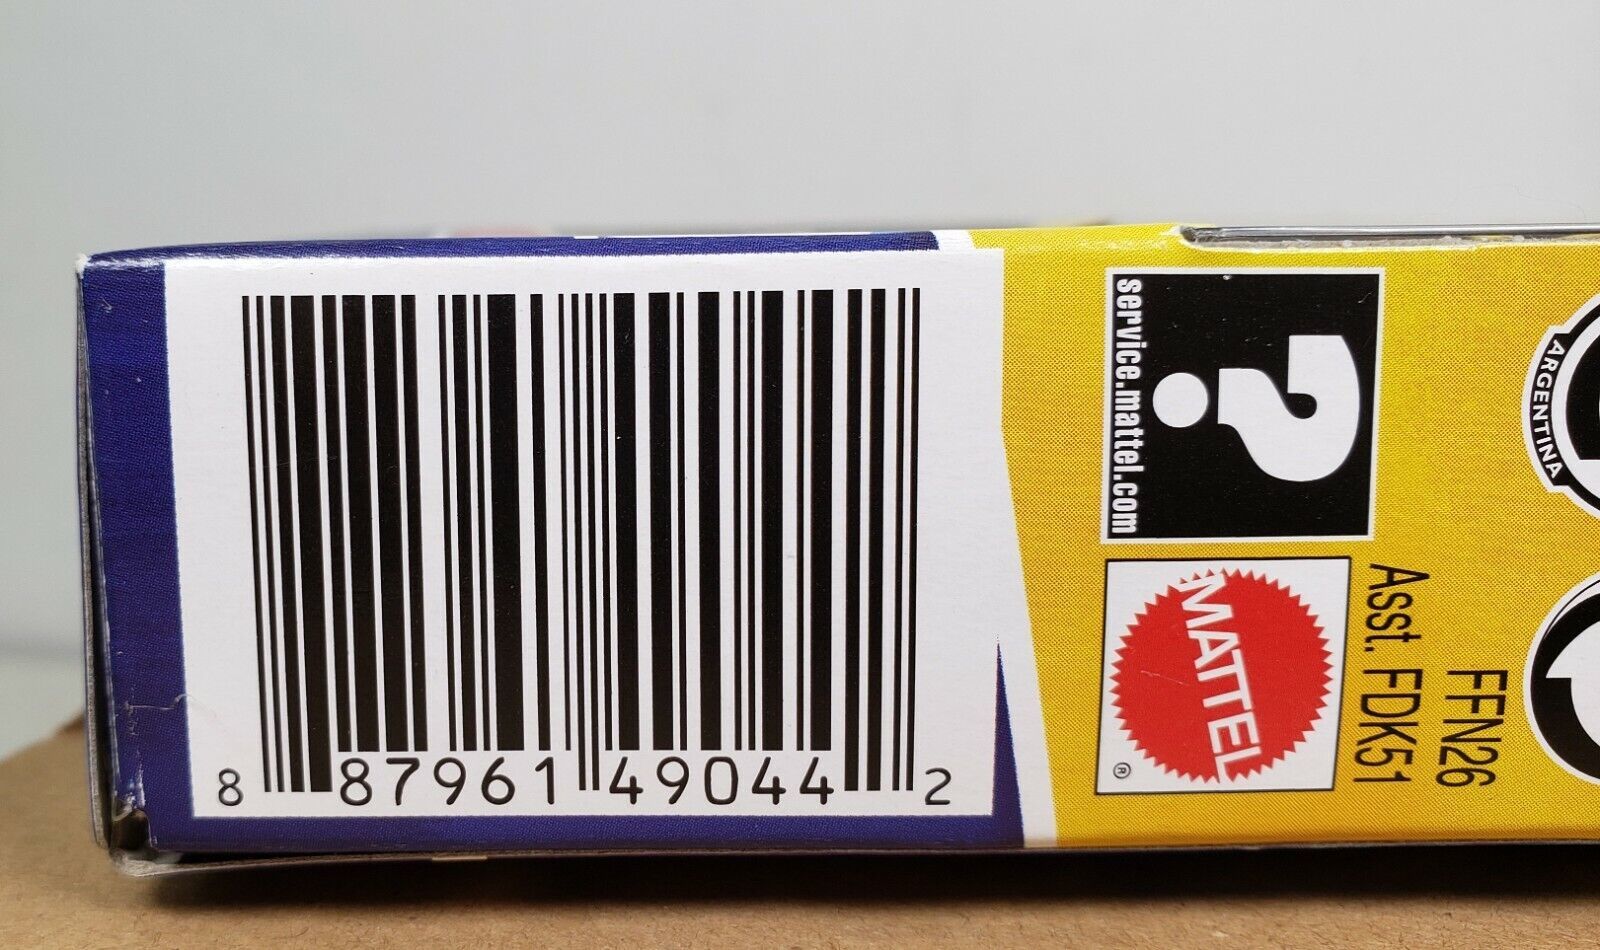 8 87961 49044 2
service.mattel.com
?
MATTEL
®
FFN26
Asst. FDK51
ARGENTINA